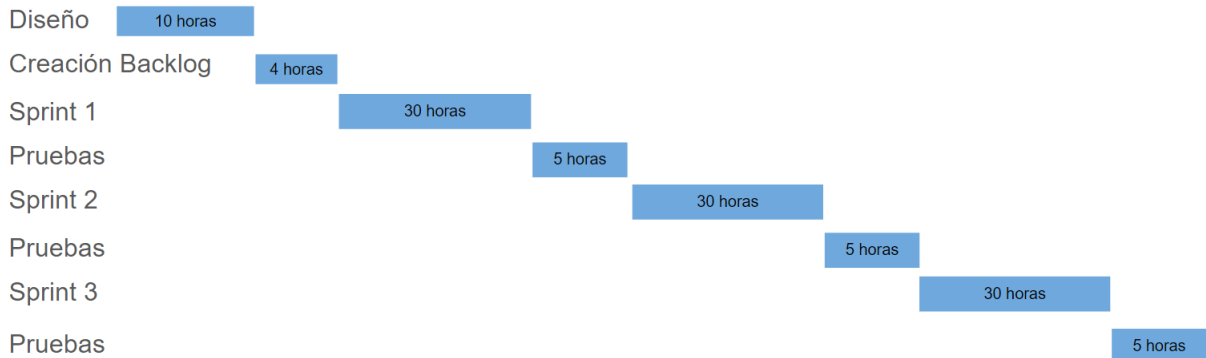 Diseño 10 horas
Creación Backlog 4 horas
Sprint 1 30 horas
Pruebas 5 horas
Sprint 2 30 horas
Pruebas 5 horas
Sprint 3 30 horas
Pruebas 5 horas